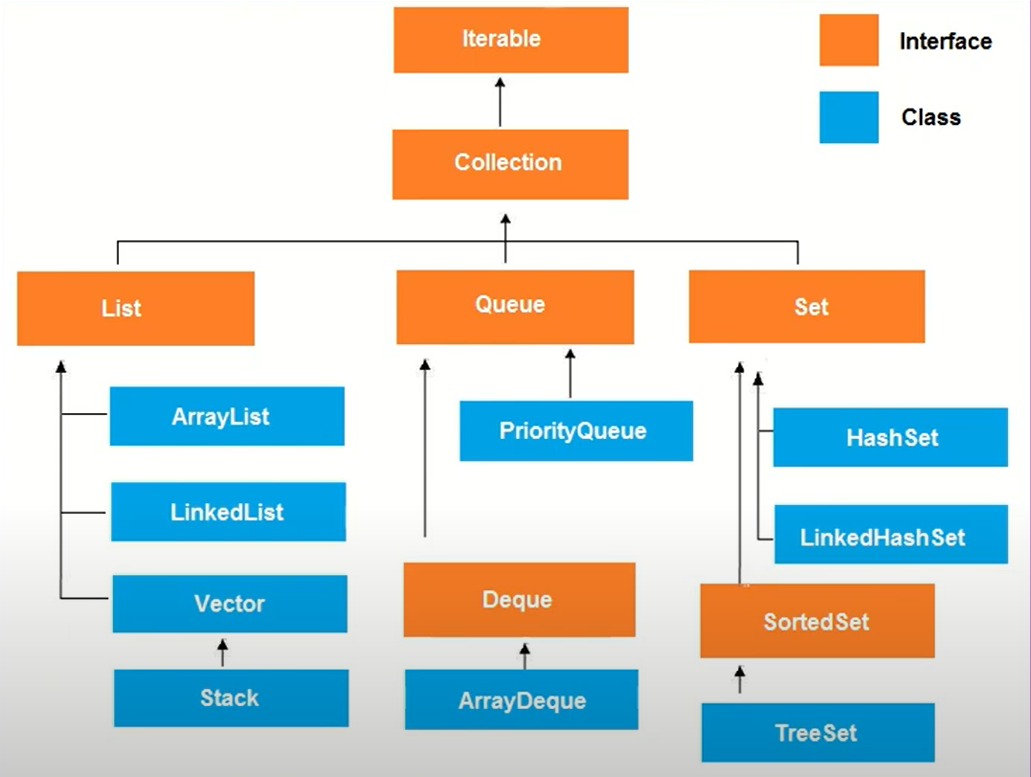 Iterable
Interface
Class
Collection
List
Queue
Set
ArrayList
PriorityQueue
HashSet
LinkedList
LinkedHashSet
Vector
Deque
SortedSet
Stack
ArrayDeque
TreeSet